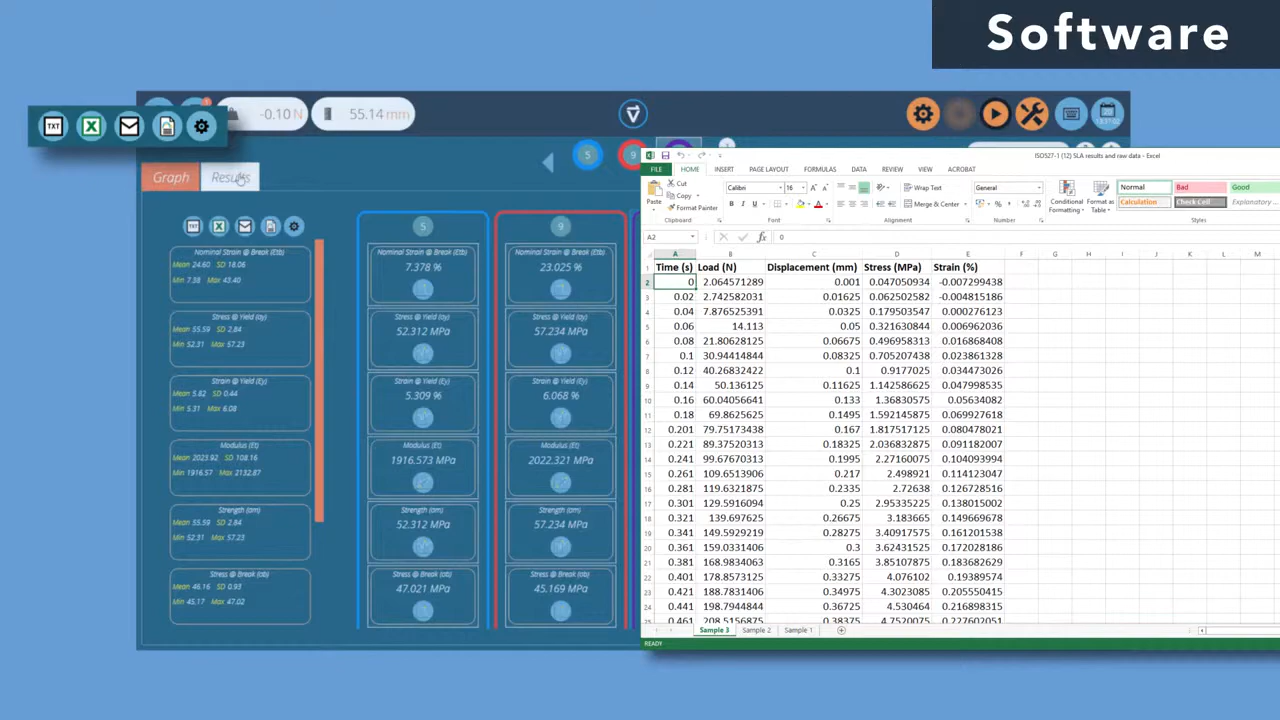 Software
TXT
-0.10 N
55.14 mm
5
9
Graph
Results
TXT
Nominal Strain @ Break (Etb)
Mean 24.60 SD 18.06
Min 7.38 Max 43.40
Stress @ Yield (σy)
Mean 55.59 SD 2.84
Min 52.31 Max 57.23
Strain @ Yield (Ey)
Mean 5.82 SD 0.44
Min 5.31 Max 6.08
Modulus (Et)
Mean 2023.92 SD 108.16
Min 1916.57 Max 2132.87
Strength (σm)
Mean 55.59 SD 2.84
Min 52.31 Max 57.23
Stress @ Break (σb)
Mean 46.16 SD 0.93
Min 45.17 Max 47.02
5
Nominal Strain @ Break (Etb)
7.378 %
Stress @ Yield (σy)
52.312 MPa
Strain @ Yield (Ey)
5.309 %
Modulus (Et)
1916.573 MPa
Strength (σm)
52.312 MPa
Stress @ Break (σb)
47.021 MPa
9
Nominal Strain @ Break (Etb)
23.025 %
Stress @ Yield (σy)
57.234 MPa
Strain @ Yield (Ey)
6.068 %
Modulus (Et)
2022.321 MPa
Strength (σm)
57.234 MPa
Stress @ Break (σb)
45.169 MPa
ISO527-1 (12) SLA results and raw data - Excel
FILE HOME INSERT PAGE LAYOUT FORMULAS DATA REVIEW VIEW ACROBAT
Paste
Cut
Copy
Format Painter
Clipboard
Calibri 16
B I U
Font
Wrap Text
Merge & Center
Alignment
General
Number
Conditional Formatting
Format as Table
Normal Bad Good
Calculation Check Cell Explanatory ...
Styles
A2 fx 0
A B C D E F G H I J K L M
1 Time (s) Load (N) Displacement (mm) Stress (MPa) Strain (%)
2 0 2.064571289 0.001 0.047050934 -0.007299438
3 0.02 2.742582031 0.01625 0.062502582 -0.004815186
4 0.04 7.876525391 0.0325 0.179503547 0.000276123
5 0.06 14.113 0.05 0.321630844 0.006962036
6 0.08 21.80628125 0.06675 0.496958313 0.016868408
7 0.1 30.94414844 0.08325 0.705207438 0.023861328
8 0.12 40.26832422 0.1 0.9177025 0.034473026
9 0.14 50.136125 0.11625 1.142586625 0.047998535
10 0.16 60.04056641 0.133 1.36830575 0.05634082
11 0.18 69.8625625 0.1495 1.592145875 0.069927618
12 0.201 79.75173438 0.167 1.817517125 0.080478021
13 0.221 89.37520313 0.18325 2.036832875 0.091182007
14 0.241 99.67670313 0.1995 2.27160075 0.104093994
15 0.261 109.6513906 0.217 2.498921 0.114123047
16 0.281 119.6321875 0.2335 2.72638 0.126728516
17 0.301 129.5916094 0.25 2.95335225 0.138015002
18 0.321 139.697625 0.26675 3.183665 0.149669678
19 0.341 149.5929219 0.28275 3.40917575 0.161201538
20 0.361 159.0331406 0.3 3.62431525 0.172028186
21 0.381 168.9834063 0.3165 3.85107875 0.183682629
22 0.401 178.8573125 0.33275 4.076102 0.19389574
23 0.421 188.7831406 0.34975 4.3023085 0.205550415
24 0.441 198.7944844 0.36725 4.530464 0.216898315
25 0.461 208.5156875 0.38375 4.7520075 0.227602051
Sample 3 Sample 2 Sample 1
READY